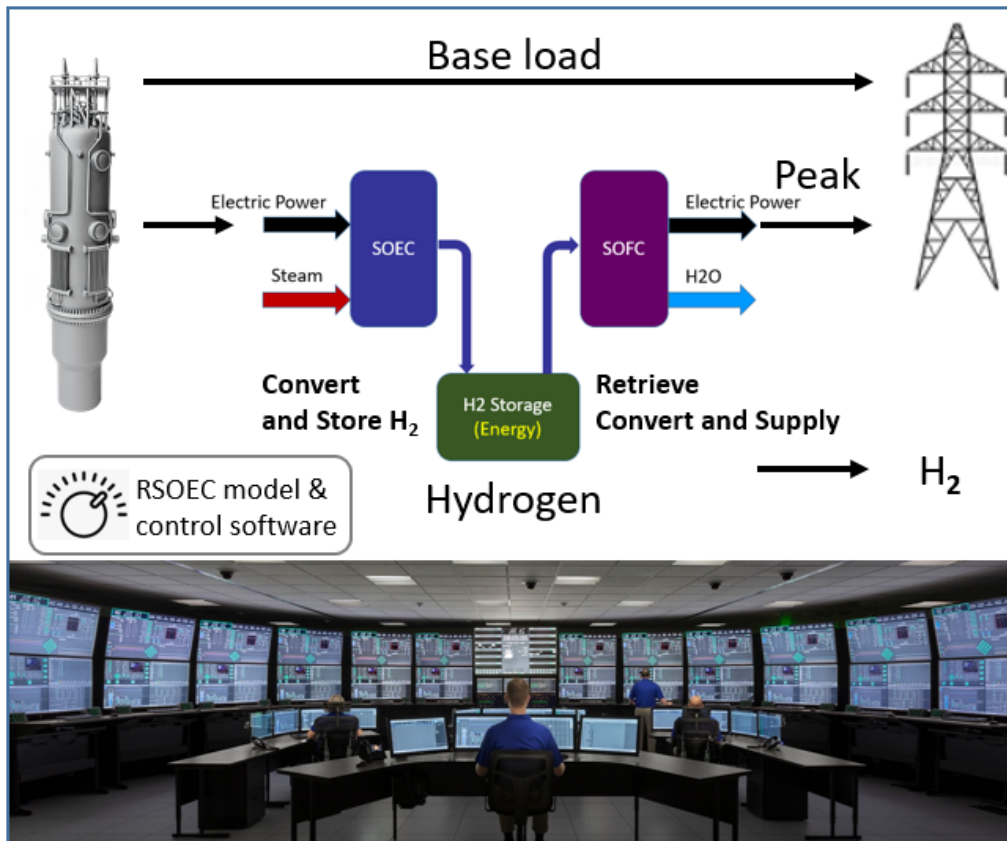 Base load
Peak
Electric Power
SOEC
SOFC
Electric Power
Steam
H2O
Convert
and Store H₂
H2 Storage
(Energy)
Retrieve
Convert and Supply
Hydrogen
H₂
RSOEC model &
control software